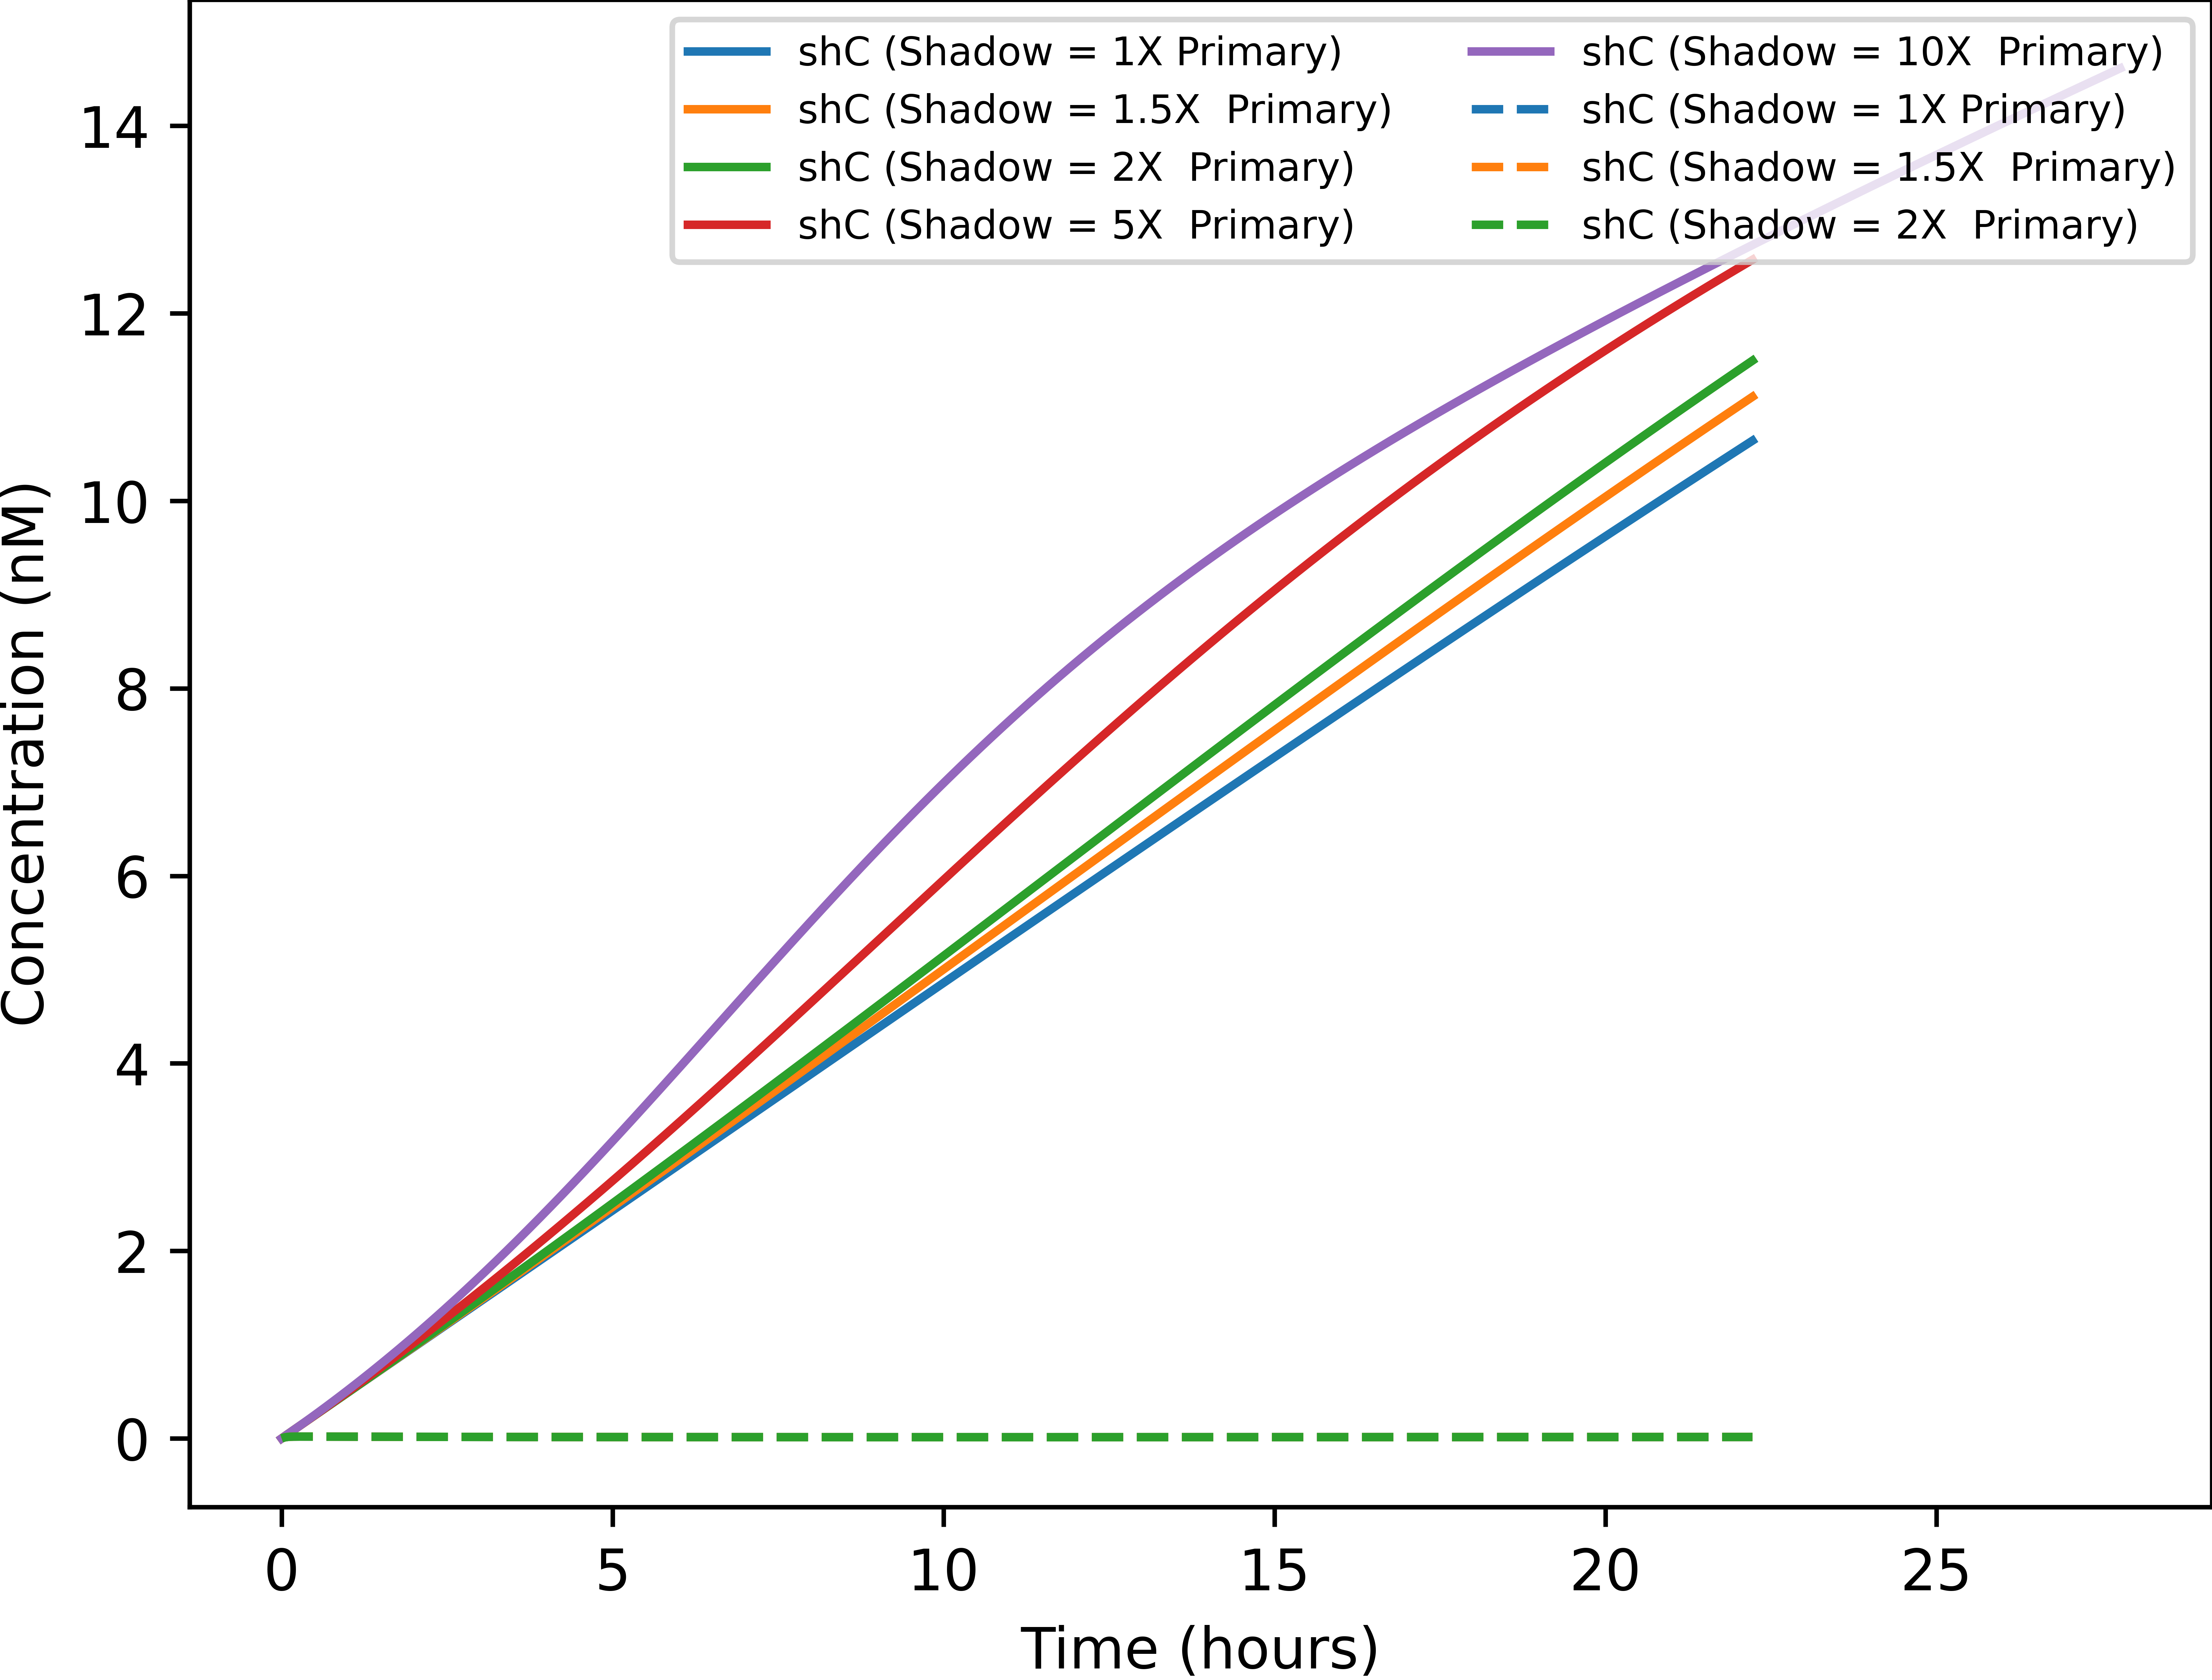 shC (Shadow = 1X Primary)
shC (Shadow = 1.5X  Primary)
shC (Shadow = 2X  Primary)
shC (Shadow = 5X  Primary)
shC (Shadow = 10X  Primary)
shC (Shadow = 1X Primary)
shC (Shadow = 1.5X  Primary)
shC (Shadow = 2X  Primary)
Concentration (nM)
14
12
10
8
6
4
2
0
0 5 10 15 20 25
Time (hours)